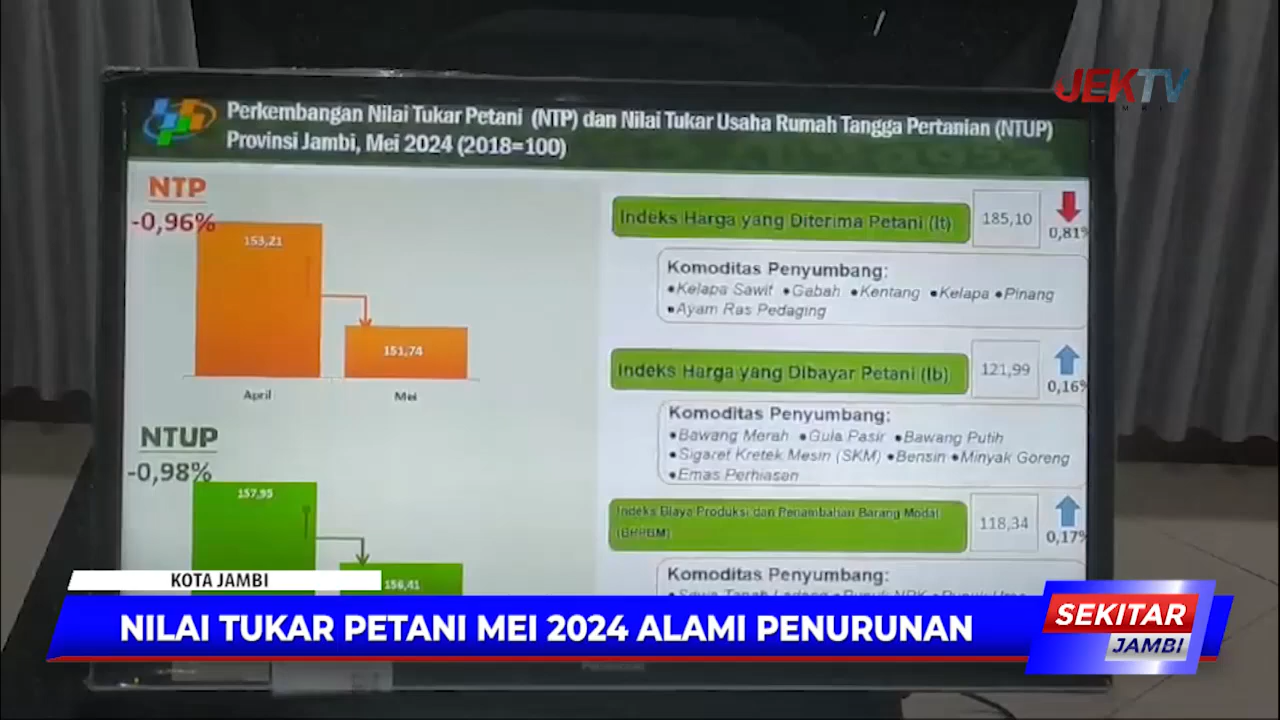 JEKTV
Perkembangan Nilai Tukar Petani (NTP) dan Nilai Tukar Usaha Rumah Tangga Pertanian (NTUP)
Provinsi Jambi, Mei 2024 (2018=100)
NTP
-0,96%
153,21
151,74
April
Mei
NTUP
-0,98%
157,95
156,41
Indeks Harga yang Diterima Petani (It)
185,10
0,81%
Komoditas Penyumbang:
•Kelapa Sawit •Gabah •Kentang •Kelapa •Pinang
•Ayam Ras Pedaging
Indeks Harga yang Dibayar Petani (Ib)
121,99
0,16%
Komoditas Penyumbang:
•Bawang Merah •Gula Pasir •Bawang Putih
•Sigaret Kretek Mesin (SKM) •Bensin •Minyak Goreng
•Emas Perhiasan
Indeks Biaya Produksi dan Penambahan Barang Modal
(BPPBM)
118,34
0,17%
Komoditas Penyumbang:
KOTA JAMBI
NILAI TUKAR PETANI MEI 2024 ALAMI PENURUNAN
SEKITAR
JAMBI